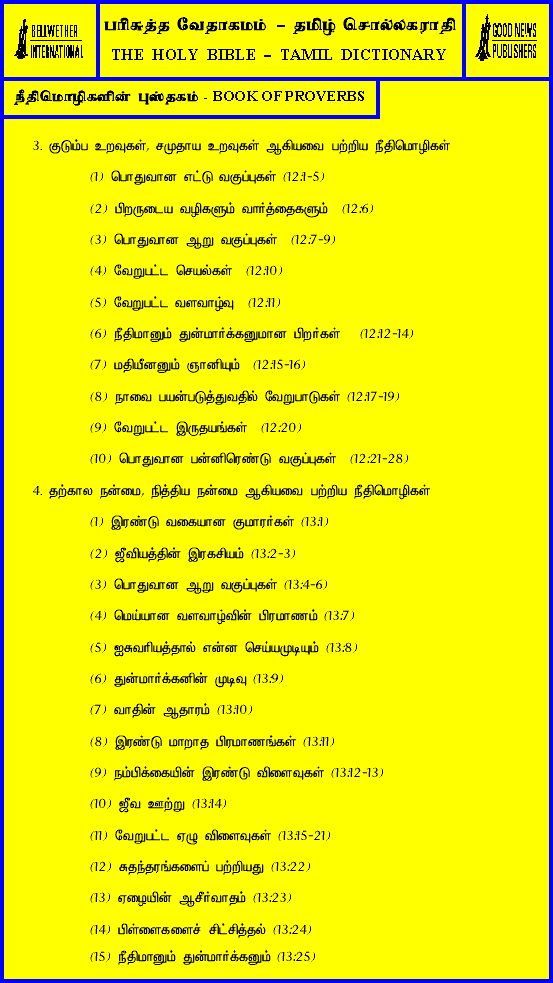 BELLWETHER
INTERNATIONAL
பரிசுத்த வேதாகமம் – தமிழ் சொல்லகராதி
THE HOLY BIBLE – TAMIL DICTIONARY
GOOD NEWS
PUBLISHERS
நீதிமொழிகளின் புஸ்தகம் - BOOK OF PROVERBS
3. குடும்ப உறவுகள், சமுதாய உறவுகள் ஆகியவை பற்றிய நீதிமொழிகள்
(1) பொதுவான எட்டு வகுப்புகள் (12:1-5)
(2) பிறருடைய வழிகளும் வார்த்தைகளும் (12:6)
(3) பொதுவான ஆறு வகுப்புகள் (12:7-9)
(4) வேறுபட்ட செயல்கள் (12:10)
(5) வேறுபட்ட வளவாழ்வு (12:11)
(6) நீதிமானும் துன்மார்க்கனுமான பிறர்கள் (12:12-14)
(7) மதியீனனும் ஞானியும் (12:15-16)
(8) நாவை பயன்படுத்துவதில் வேறுபாடுகள் (12:17-19)
(9) வேறுபட்ட இருதயங்கள் (12:20)
(10) பொதுவான பன்னிரெண்டு வகுப்புகள் (12:21-28)
4. தற்கால நன்மை, நித்திய நன்மை ஆகியவை பற்றிய நீதிமொழிகள்
(1) இரண்டு வகையான குமாரர்கள் (13:1)
(2) ஜீவியத்தின் இரகசியம் (13:2-3)
(3) பொதுவான ஆறு வகுப்புகள் (13:4-6)
(4) மெய்யான வளவாழ்வின் பிரமாணம் (13:7)
(5) ஐசுவரியத்தால் என்ன செய்யமுடியும் (13:8)
(6) துன்மார்க்கனின் முடிவு (13:9)
(7) வாதின் ஆதாரம் (13:10)
(8) இரண்டு மாறாத பிரமாணங்கள் (13:11)
(9) நம்பிக்கையின் இரண்டு விளைவுகள் (13:12-13)
(10) ஜீவ ஊற்று (13:14)
(11) வேறுபட்ட ஏழு விளைவுகள் (13:15-21)
(12) சுதந்தரங்களைப் பற்றியது (13:22)
(13) ஏழையின் ஆசீர்வாதம் (13:23)
(14) பிள்ளைகளைச் சிட்சித்தல் (13:24)
(15) நீதிமானும் துன்மார்க்கனும் (13:25)